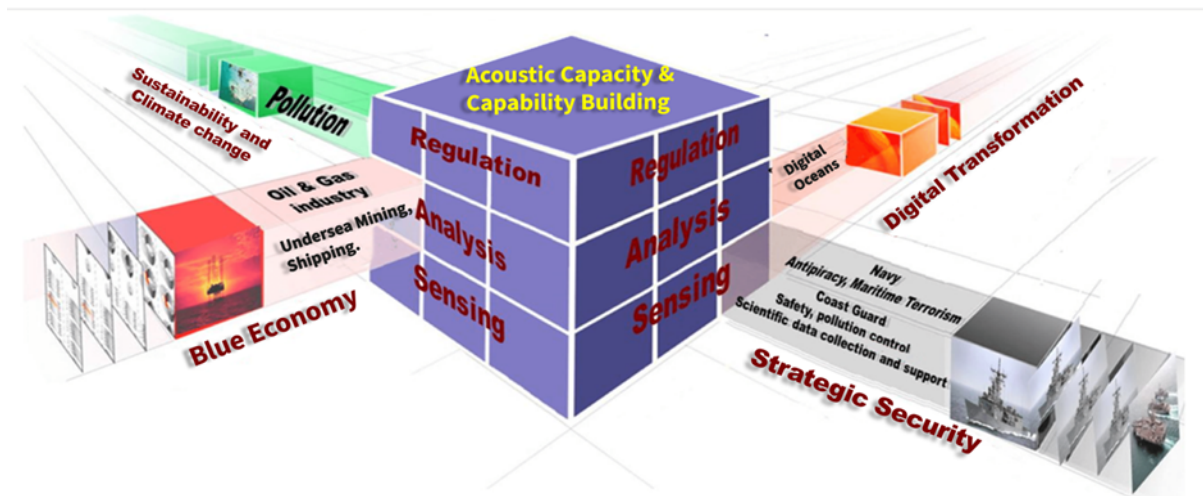 Acoustic Capacity &
Capability Building
Regulation
Analysis
Sensing
Regulation
Analysis
Sensing
Pollution
Sustainability and
Climate change
Oil & Gas
industry
Undersea Mining,
Shipping.
Blue Economy
Digital
Oceans
Digital Transformation
Navy
Antipiracy, Maritime Terrorism
Coast Guard
Safety, pollution control
Scientific data collection and support
Strategic Security